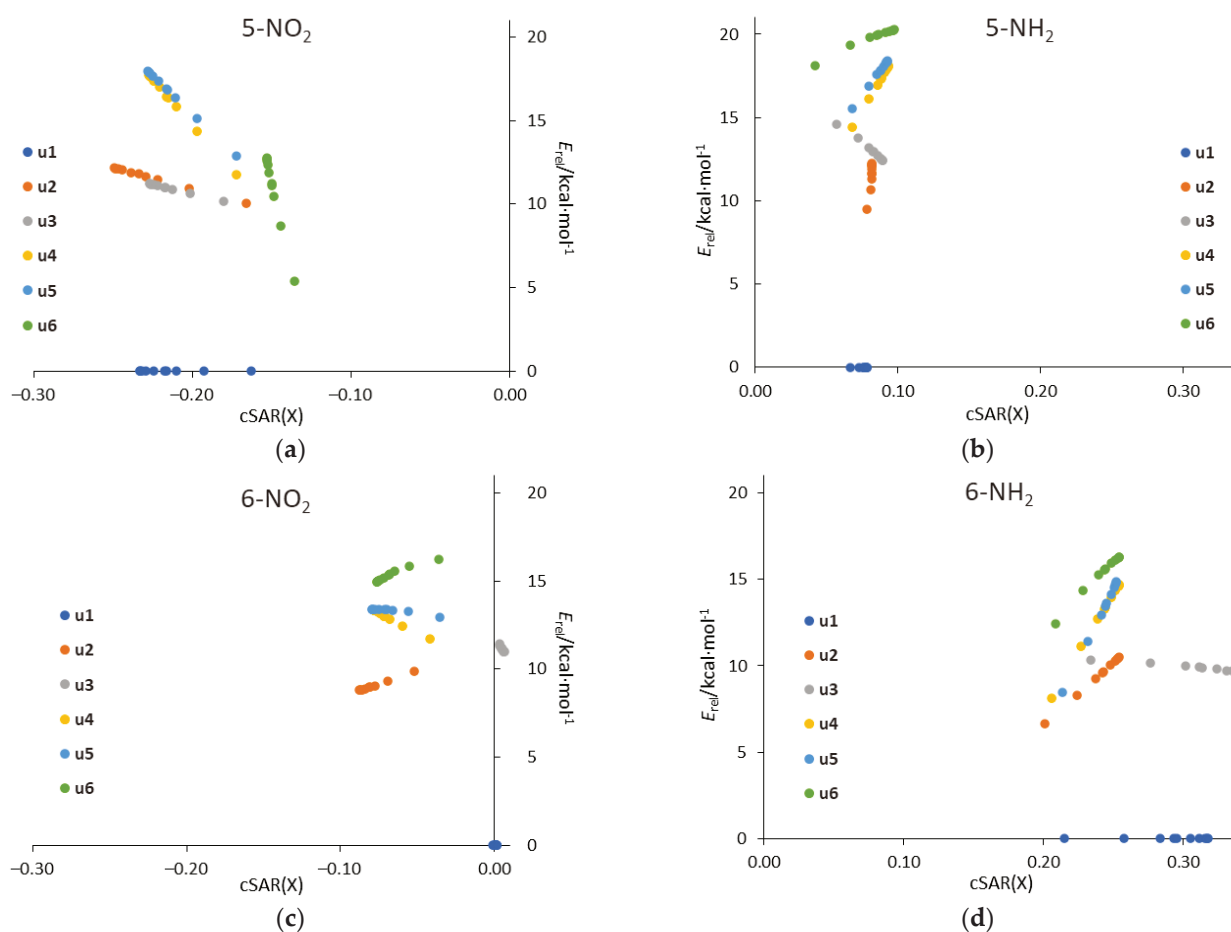 5-NO₂
20
15
10
5
0
E_rel/kcal·mol⁻¹
u1
u2
u3
u4
u5
u6
−0.30
−0.20
−0.10
0.00
cSAR(X)
(a)
5-NH₂
20
15
10
5
0
E_rel/kcal·mol⁻¹
u1
u2
u3
u4
u5
u6
0.00
0.10
0.20
0.30
cSAR(X)
(b)
6-NO₂
20
15
10
5
0
E_rel/kcal·mol⁻¹
u1
u2
u3
u4
u5
u6
−0.30
−0.20
−0.10
0.00
cSAR(X)
(c)
6-NH₂
20
15
10
5
0
E_rel/kcal·mol⁻¹
u1
u2
u3
u4
u5
u6
0.00
0.10
0.20
0.30
cSAR(X)
(d)